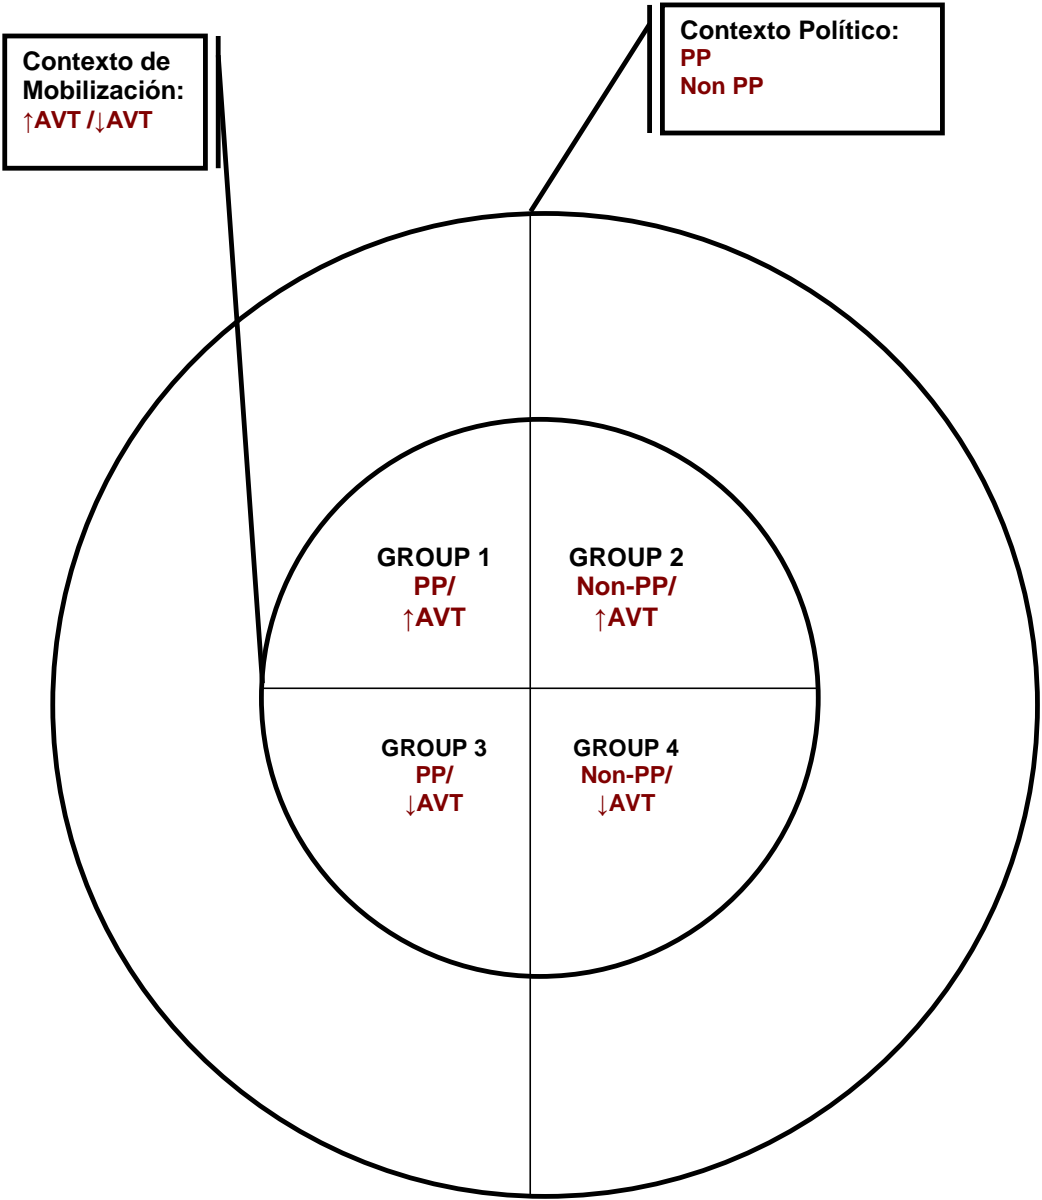 Contexto de
Mobilización:
↑AVT /↓AVT
Contexto Político:
PP
Non PP
GROUP 1
PP/
↑AVT
GROUP 2
Non-PP/
↑AVT
GROUP 3
PP/
↓AVT
GROUP 4
Non-PP/
↓AVT